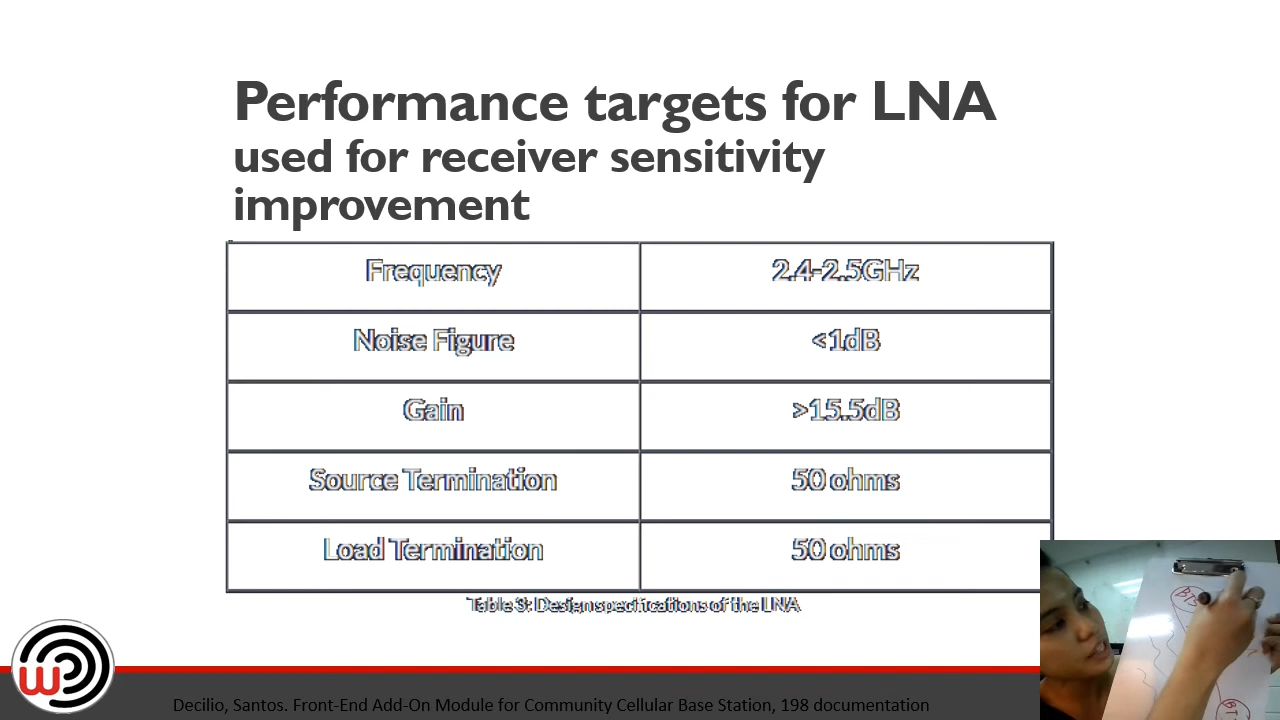 Performance targets for LNA
used for receiver sensitivity
improvement
Frequency 2.4-2.5GHz
Noise Figure <1dB
Gain >15.5dB
Source Termination 50 ohms
Load Termination 50 ohms
Table 3: Design specifications of the LNA
Decilio, Santos. Front-End Add-On Module for Community Cellular Base Station, 198 documentation
w
BTS